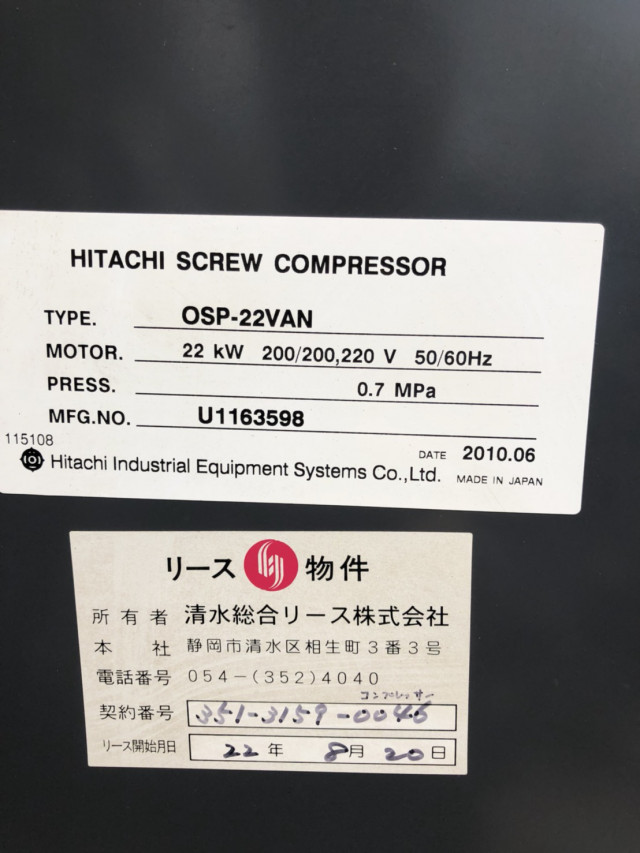 HITACHI SCREW COMPRESSOR
TYPE. OSP-22VAN
MOTOR. 22 kW 200/200,220 V 50/60Hz
PRESS. 0.7 MPa
MFG.NO. U1163598
115108
DATE 2010.06
Hitachi Industrial Equipment Systems Co.,Ltd. MADE IN JAPAN
リース 物件
所有者 清水総合リース株式会社
本社 静岡市清水区相生町3番3号
電話番号 054-(352)4040
コンプレッサー
契約番号 351-3159-0046
リース開始月日 22年 8月 20日